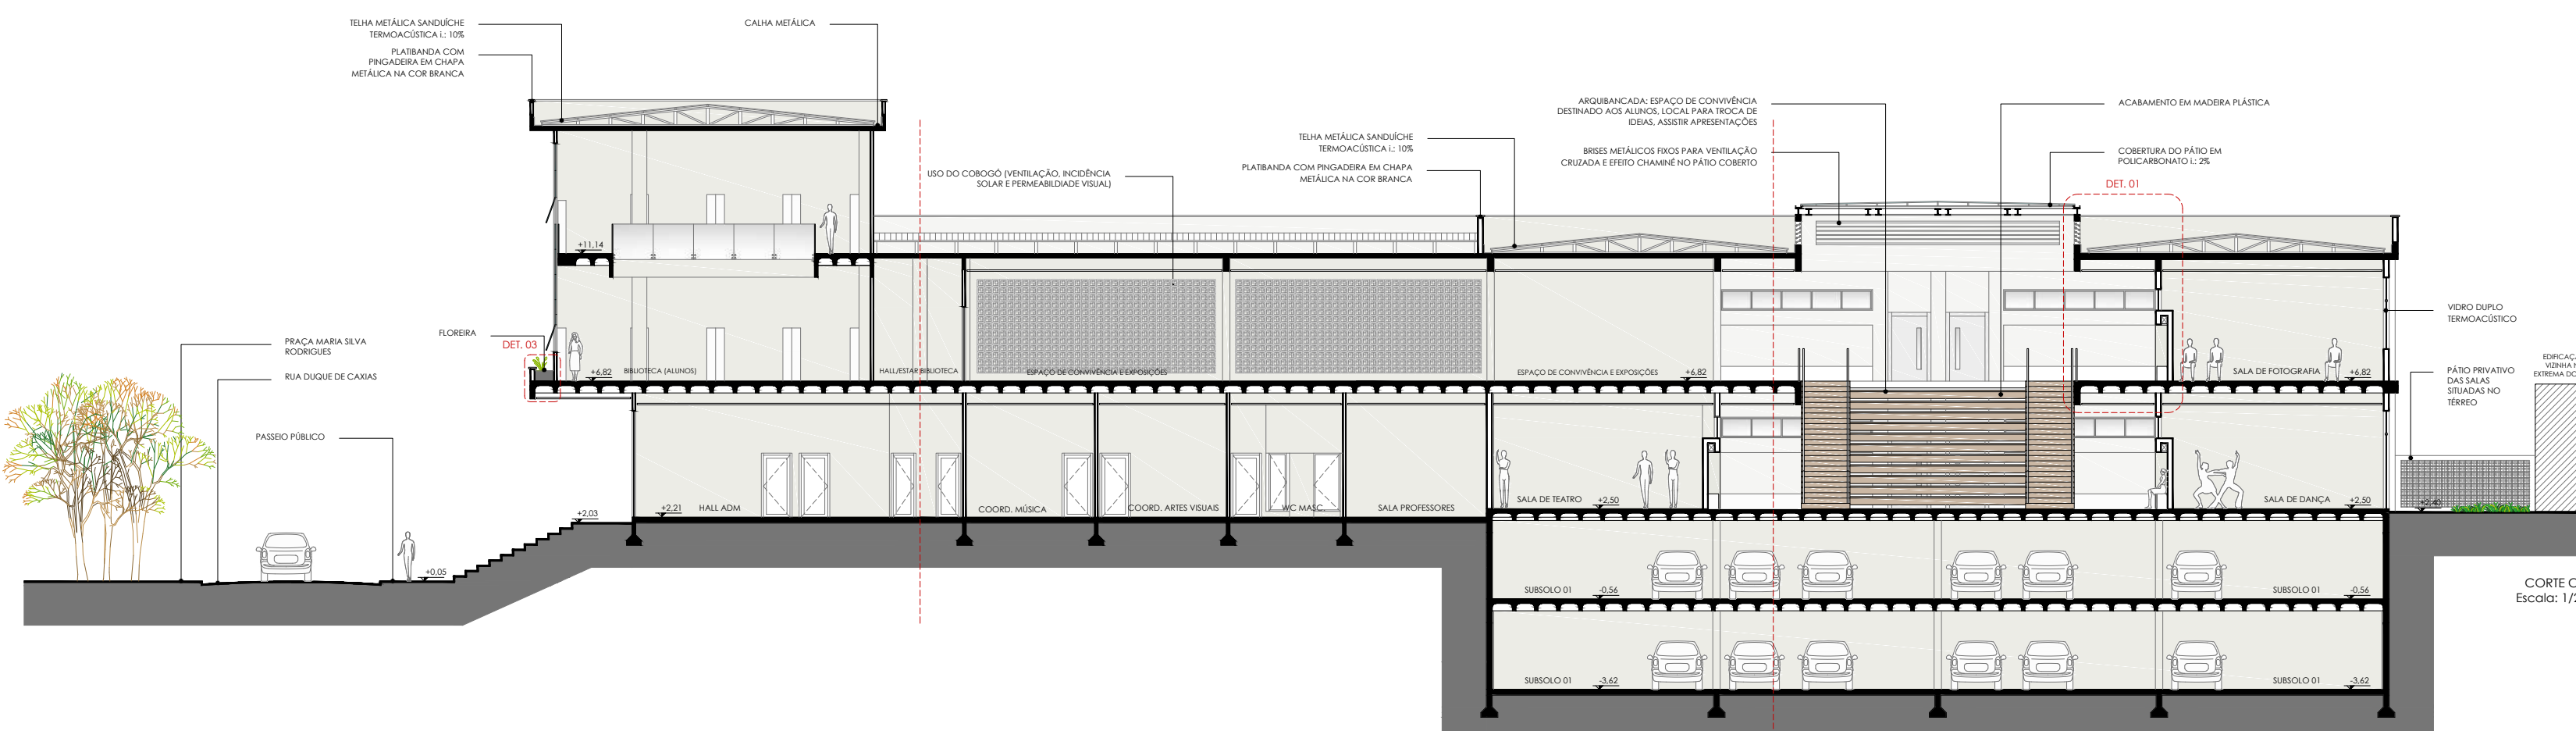 TELHA METÁLICA SANDUÍCHE
TERMOACÚSTICA i.: 10%
PLATIBANDA COM
PINGADEIRA EM CHAPA
METÁLICA NA COR BRANCA
CALHA METÁLICA
USO DO COBOGÓ (VENTILAÇÃO, INCIDÊNCIA
SOLAR E PERMEABILDIADE VISUAL)
TELHA METÁLICA SANDUÍCHE
TERMOACÚSTICA i.: 10%
PLATIBANDA COM PINGADEIRA EM CHAPA
METÁLICA NA COR BRANCA
ARQUIBANCADA: ESPAÇO DE CONVIVÊNCIA
DESTINADO AOS ALUNOS, LOCAL PARA TROCA DE
IDEIAS, ASSISTIR APRESENTAÇÕES
BRISES METÁLICOS FIXOS PARA VENTILAÇÃO
CRUZADA E EFEITO CHAMINÉ NO PÁTIO COBERTO
ACABAMENTO EM MADEIRA PLÁSTICA
COBERTURA DO PÁTIO EM
POLICARBONATO i.: 2%
DET. 01
+11,14
VIDRO DUPLO
TERMOACÚSTICO
FLOREIRA
DET. 03
PRAÇA MARIA SILVA
RODRIGUES
RUA DUQUE DE CAXIAS
PASSEIO PÚBLICO
+6,82
BIBLIOTECA (ALUNOS)
HALL/ESTAR BIBLIOTECA
ESPAÇO DE CONVIVÊNCIA E EXPOSIÇÕES
ESPAÇO DE CONVIVÊNCIA E EXPOSIÇÕES
+6,82
SALA DE FOTOGRAFIA
+6,82
PÁTIO PRIVATIVO
DAS SALAS
SITUADAS NO
TÉRREO
VIZINHA
EXTREMA DO
+0,05
+2,03
+2,21
HALL ADM
COORD. MÚSICA
COORD. ARTES VISUAIS
WC MASC.
SALA PROFESSORES
SALA DE TEATRO
+2,50
SALA DE DANÇA
+2,50
+2,40
SUBSOLO 01
-0,56
SUBSOLO 01
-0,56
SUBSOLO 01
-3,62
SUBSOLO 01
-3,62
CORTE
Escala: